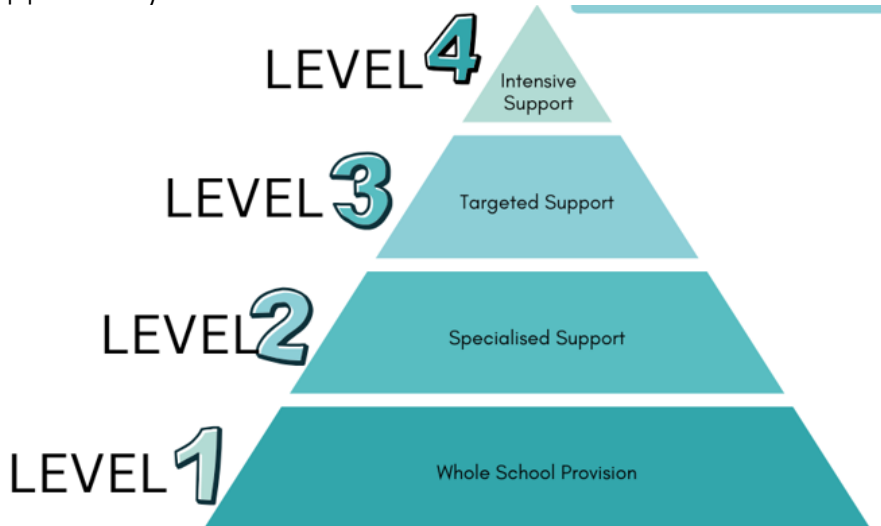 LEVEL 4
Intensive
Support
LEVEL 3
Targeted Support
LEVEL 2
Specialised Support
LEVEL 1
Whole School Provision